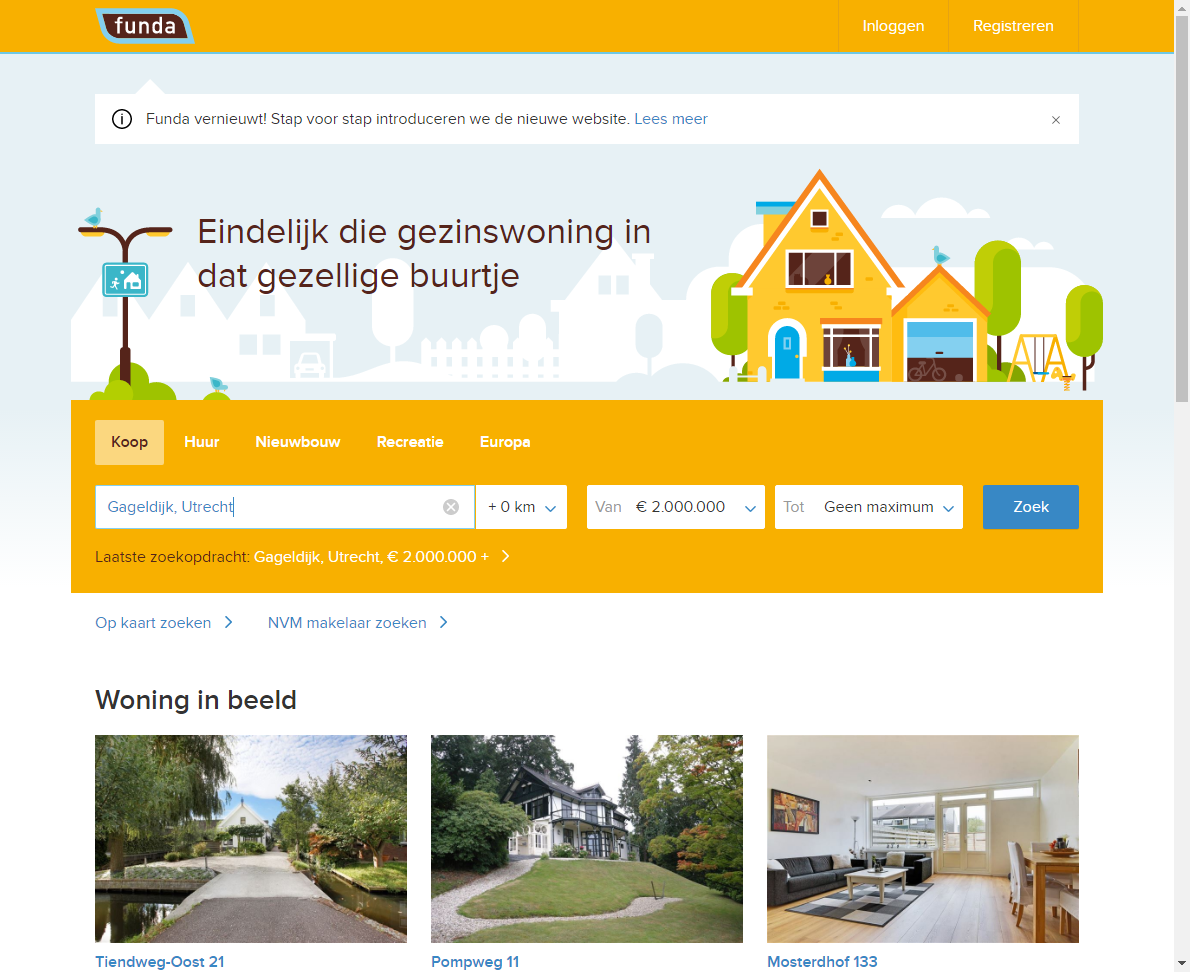 funda
Inloggen
Registreren
Funda vernieuwt! Stap voor stap introduceren we de nieuwe website. Lees meer
Eindelijk die gezinswoning in
dat gezellige buurtje
Koop
Huur
Nieuwbouw
Recreatie
Europa
Gageldijk, Utrecht
+ 0 km
Van € 2.000.000
Tot Geen maximum
Zoek
Laatste zoekopdracht: Gageldijk, Utrecht, € 2.000.000 +
Op kaart zoeken
NVM makelaar zoeken
Woning in beeld
Tiendweg-Oost 21
Pompweg 11
Mosterdhof 133